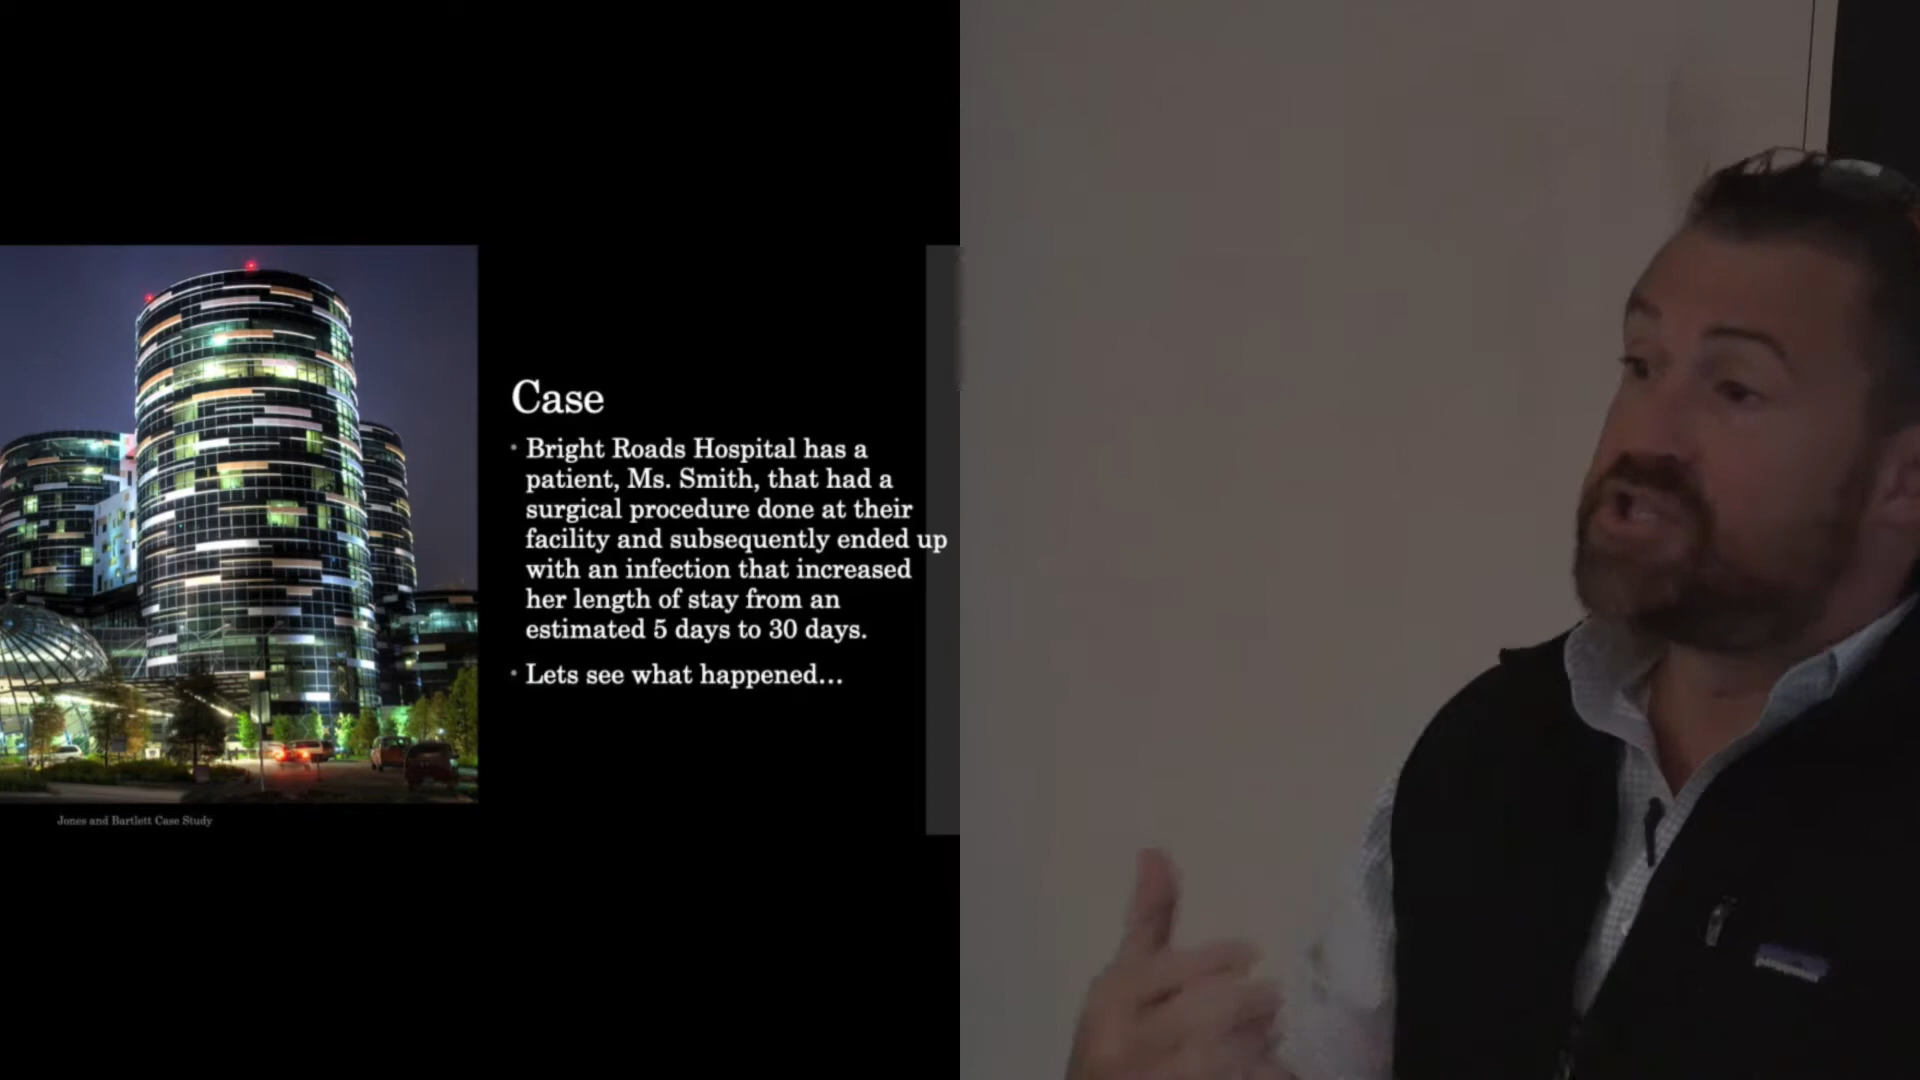 Case
• Bright Roads Hospital has a
patient, Ms. Smith, that had a
surgical procedure done at their
facility and subsequently ended up
with an infection that increased
her length of stay from an
estimated 5 days to 30 days.
• Lets see what happened...
Jones and Bartlett Case Study